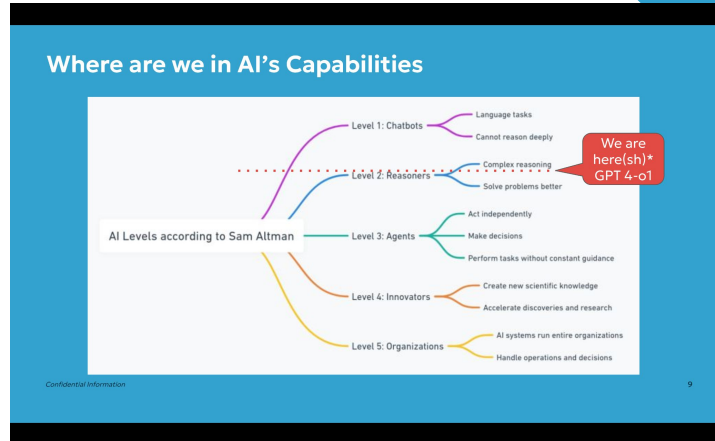 Where are we in AI's Capabilities
AI Levels according to Sam Altman
Level 1: Chatbots
Language tasks
Cannot reason deeply
Level 2: Reasoners
Complex reasoning
Solve problems better
We are
here(sh)*
GPT 4-o1
Level 3: Agents
Act independently
Make decisions
Perform tasks without constant guidance
Level 4: Innovators
Create new scientific knowledge
Accelerate discoveries and research
Level 5: Organizations
AI systems run entire organizations
Handle operations and decisions
Confidential Information
9